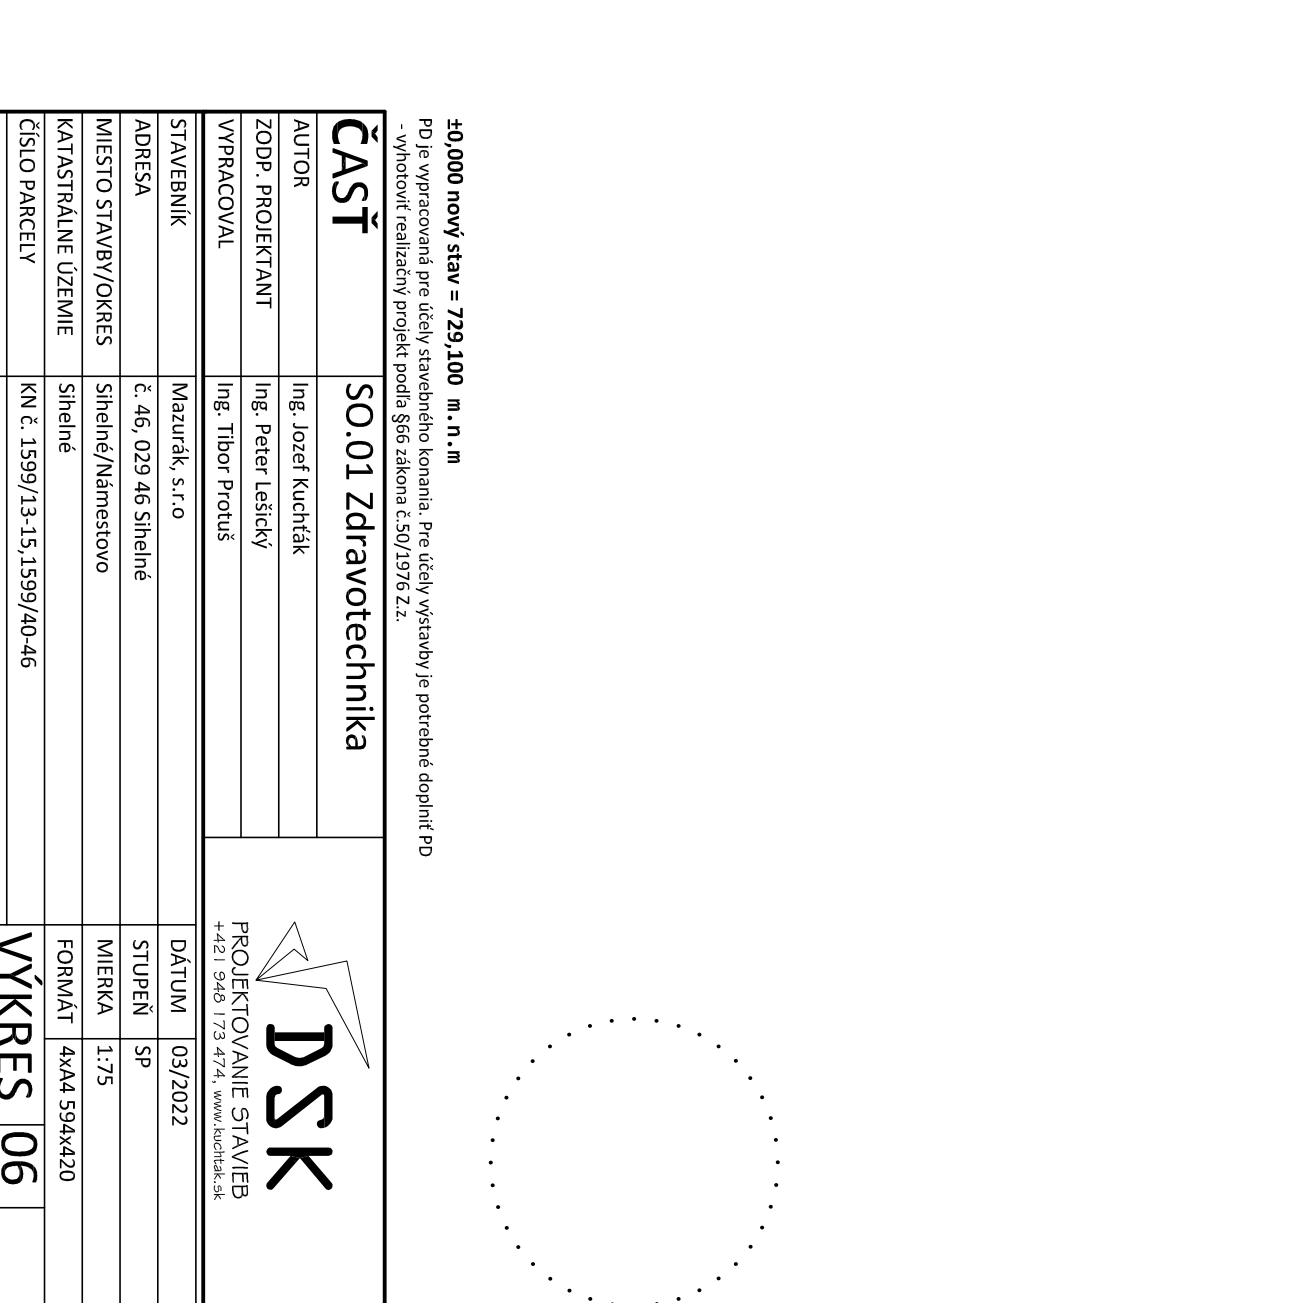 ±0,000 nový stav = 729,100 m.n.m
PD je vypracovaná pre účely stavebného konania. Pre účely výstavby je potrebné doplniť PD
- vyhotoviť realizačný projekt podľa §66 zákona č.50/1976 Z.z.
ČASŤ SO.01 Zdravotechnika
AUTOR Ing. Jozef Kuchťák
ZODP. PROJEKTANT Ing. Peter Lešický
VYPRACOVAL Ing. Tibor Protuš
DSK
PROJEKTOVANIE STAVIEB
+421 948 173 474, www.kuchtak.sk
STAVEBNÍK Mazurák, s.r.o DÁTUM 03/2022
ADRESA č. 46, 029 46 Sihelné STUPEŇ SP
MIESTO STAVBY/OKRES Sihelné/Námestovo MIERKA 1:75
KATASTRÁLNE ÚZEMIE Sihelné FORMÁT 4xA4 594x420
ČÍSLO PARCELY KN č. 1599/13-15,1599/40-46 VÝKRES 06